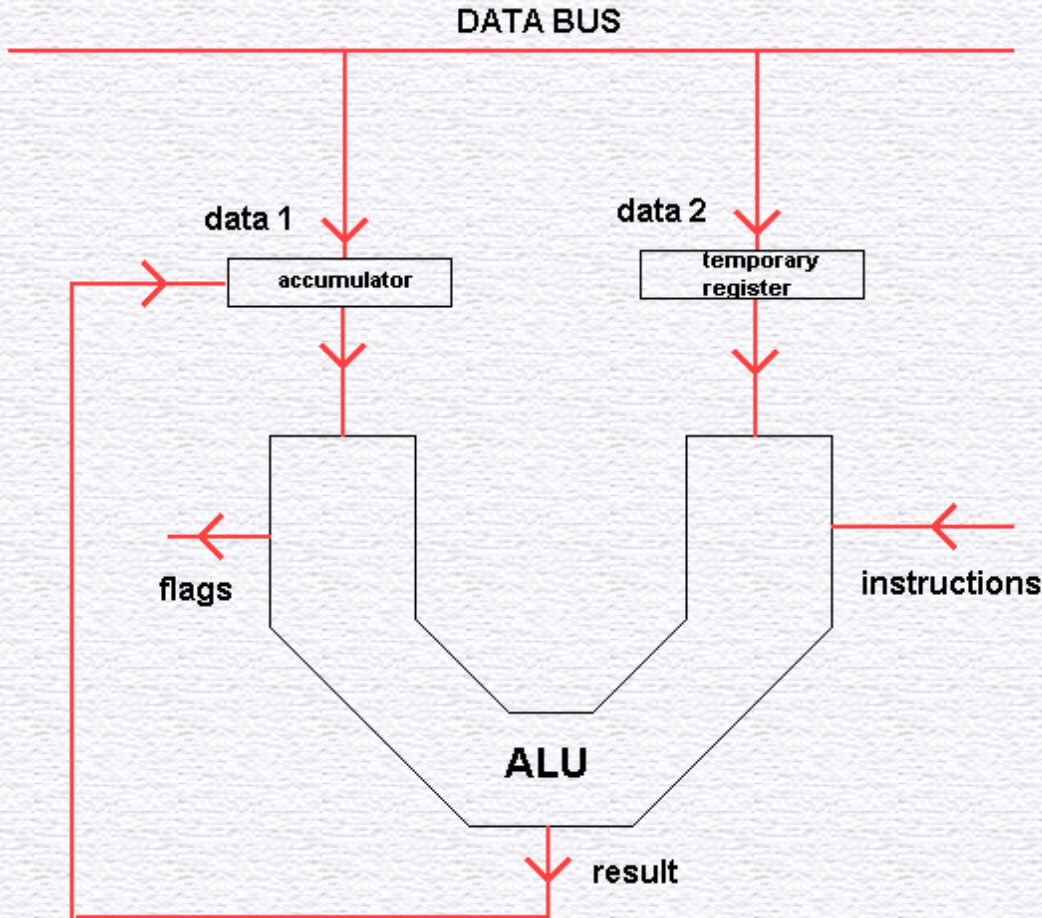 DATA BUS
data 1
data 2
accumulator
temporary
register
flags
instructions
ALU
result